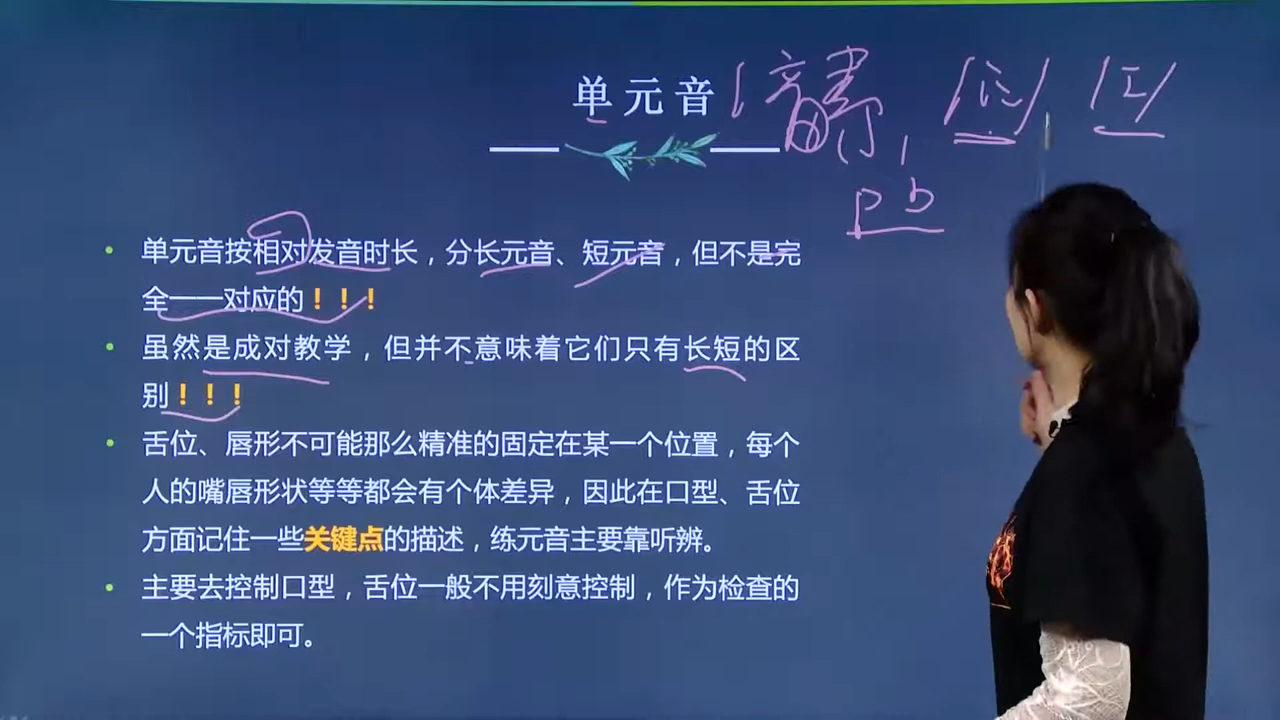 单元音
/iː/ /I/
p b
单元音按相对发音时长，分长元音、短元音，但不是完
全一一对应的！！！
虽然是成对教学，但并不意味着它们只有长短的区
别！！！
舌位、唇形不可能那么精准的固定在某一个位置，每个
人的嘴唇形状等等都会有个体差异，因此在口型、舌位
方面记住一些关键点的描述，练元音主要靠听辨。
主要去控制口型，舌位一般不用刻意控制，作为检查的
一个指标即可。